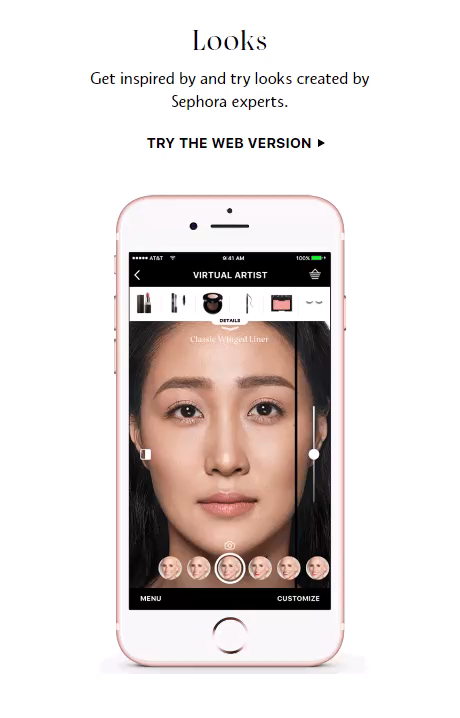 Looks
Get inspired by and try looks created by
Sephora experts.
TRY THE WEB VERSION
AT&T 9:41 AM 100%
VIRTUAL ARTIST
DETAILS
Classic Winged Liner
MENU CUSTOMIZE